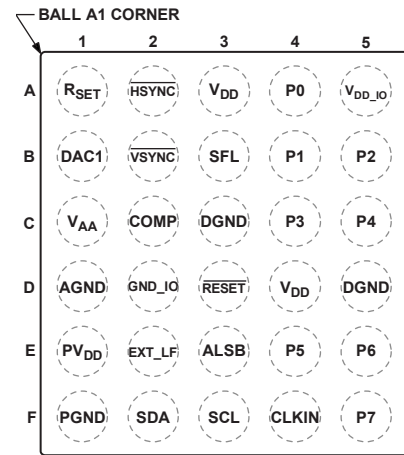 BALL A1 CORNER
1 2 3 4 5
A RSET HSYNC VDD P0 VDD_IO
B DAC1 VSYNC SFL P1 P2
C VAA COMP DGND P3 P4
D AGND GND_IO RESET VDD DGND
E PVDD EXT_LF ALSB P5 P6
F PGND SDA SCL CLKIN P7